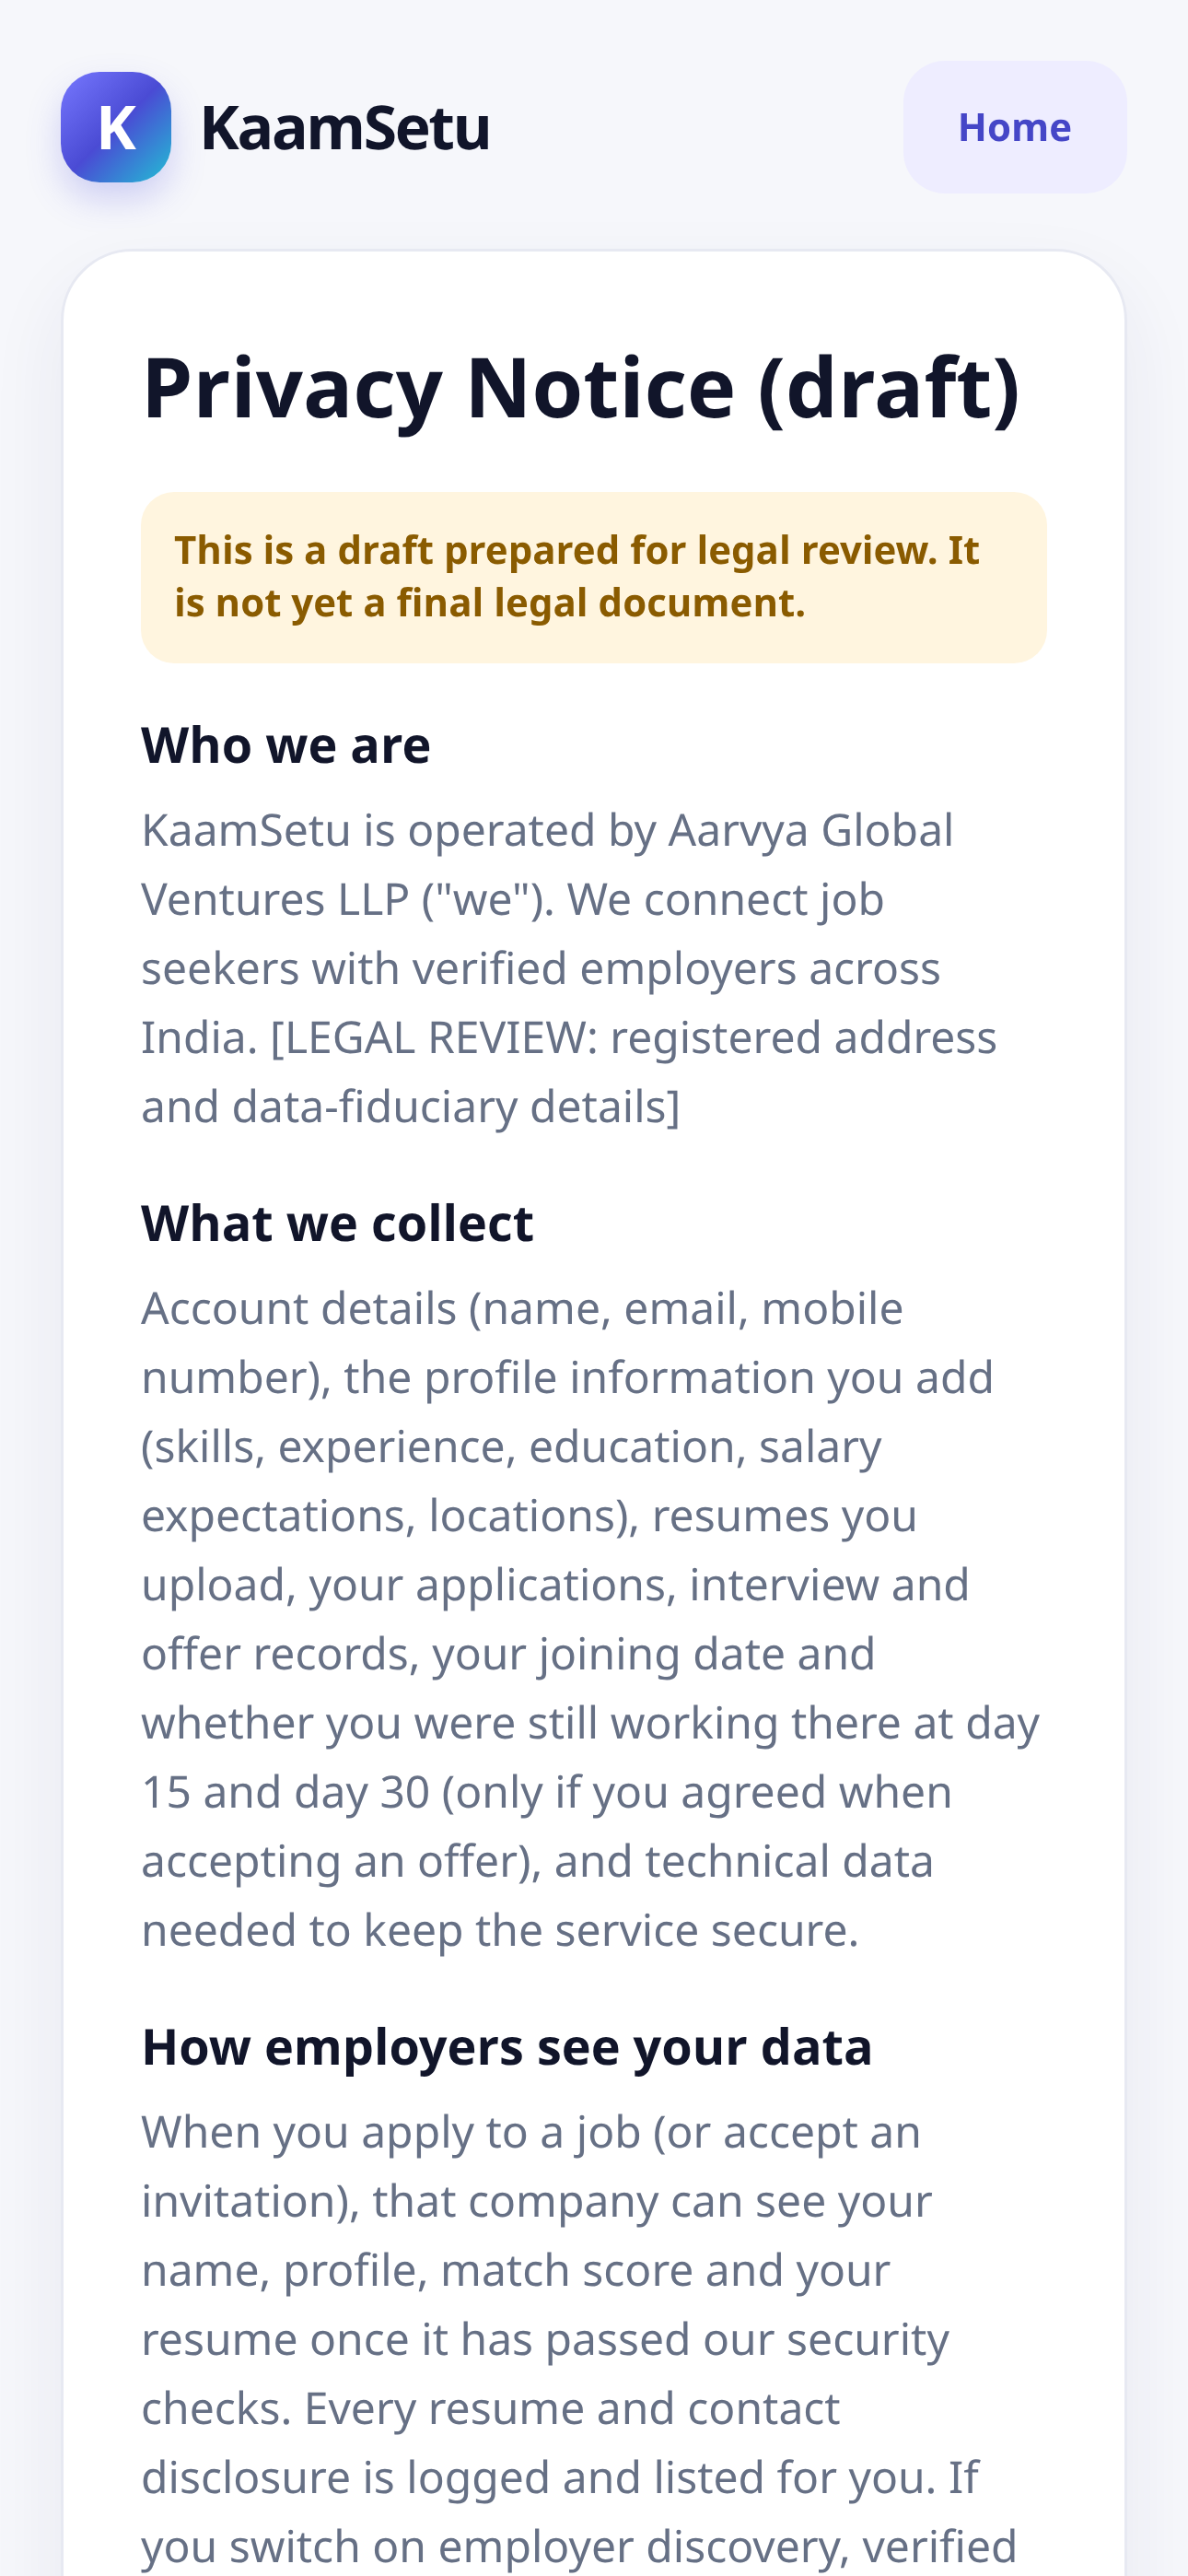 K
KaamSetu
Home
Privacy Notice (draft)
This is a draft prepared for legal review. It
is not yet a final legal document.
Who we are
KaamSetu is operated by Aarvya Global
Ventures LLP ("we"). We connect job
seekers with verified employers across
India. [LEGAL REVIEW: registered address
and data-fiduciary details]
What we collect
Account details (name, email, mobile
number), the profile information you add
(skills, experience, education, salary
expectations, locations), resumes you
upload, your applications, interview and
offer records, your joining date and
whether you were still working there at day
15 and day 30 (only if you agreed when
accepting an offer), and technical data
needed to keep the service secure.
How employers see your data
When you apply to a job (or accept an
invitation), that company can see your
name, profile, match score and your
resume once it has passed our security
checks. Every resume and contact
disclosure is logged and listed for you. If
you switch on employer discovery, verified